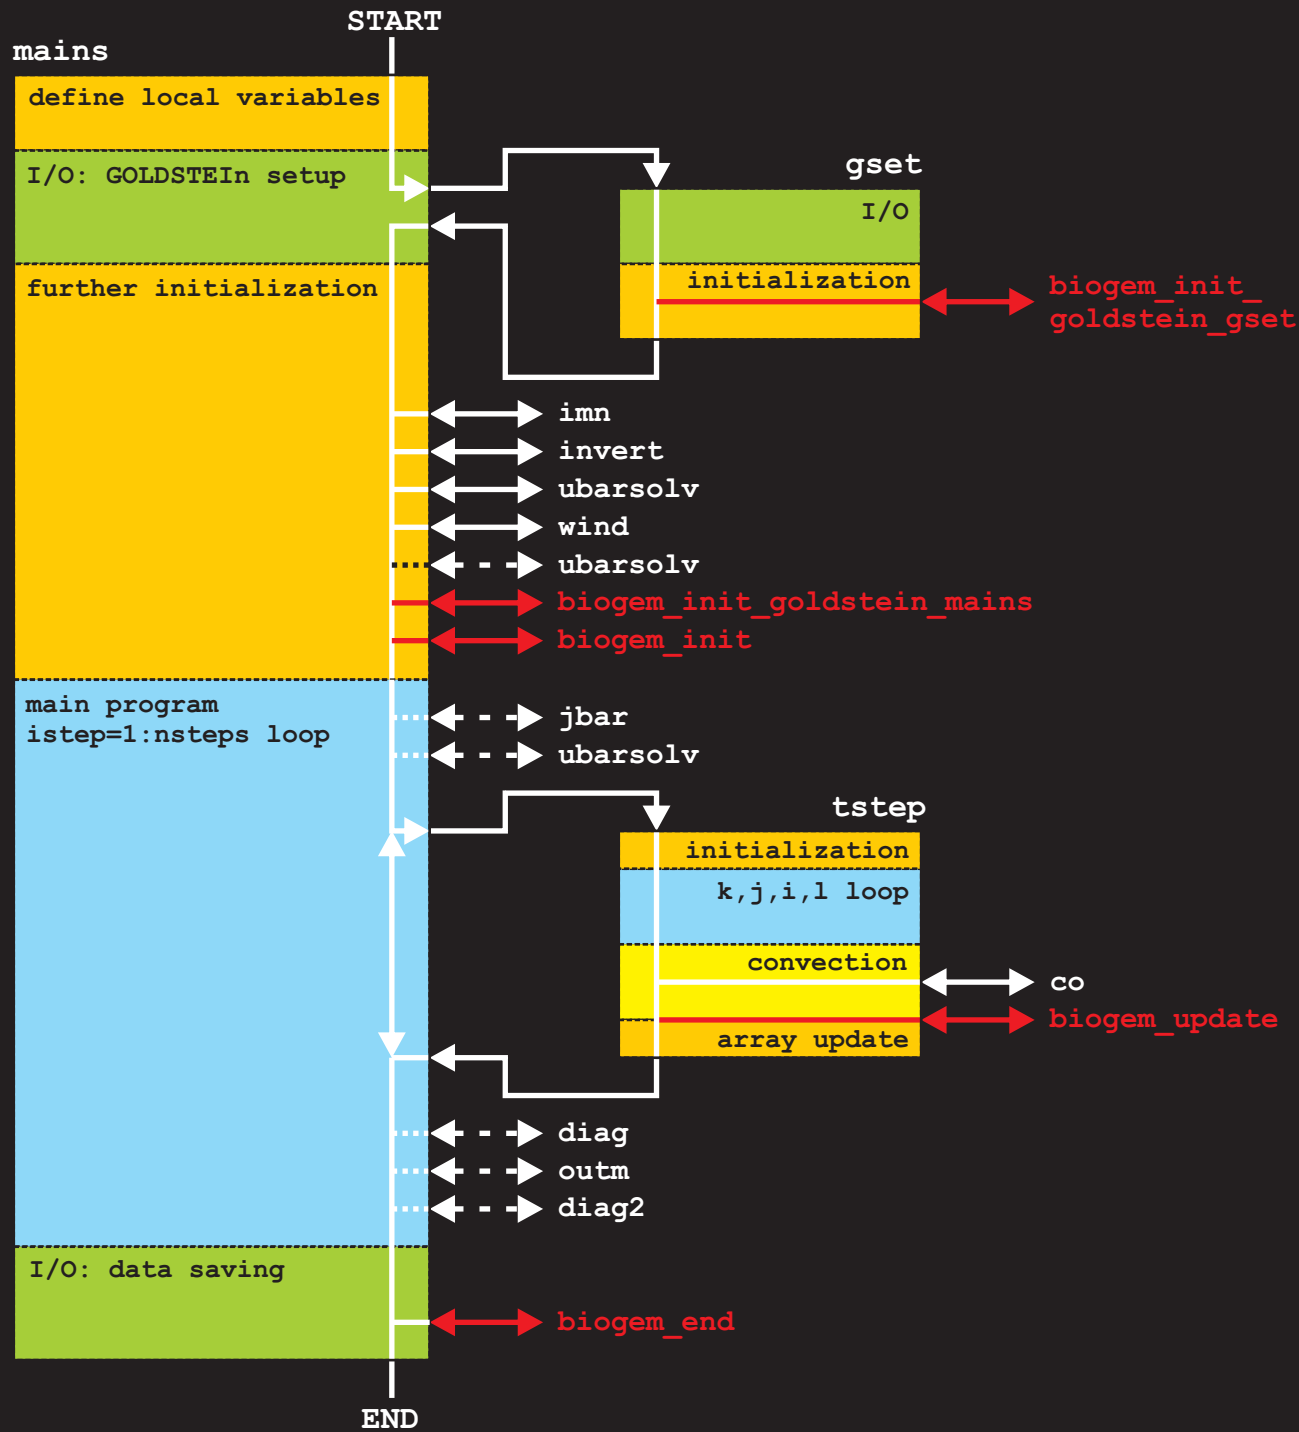 START
mains
define local variables
I/O: GOLDSTEIn setup
gset
I/O
further initialization
initialization
biogem_init_
goldstein_gset
imn
invert
ubarsolv
wind
ubarsolv
biogem_init_goldstein_mains
biogem_init
main program
istep=1:nsteps loop
jbar
ubarsolv
tstep
initialization
k,j,i,l loop
convection
co
biogem_update
array update
diag
outm
diag2
I/O: data saving
biogem_end
END